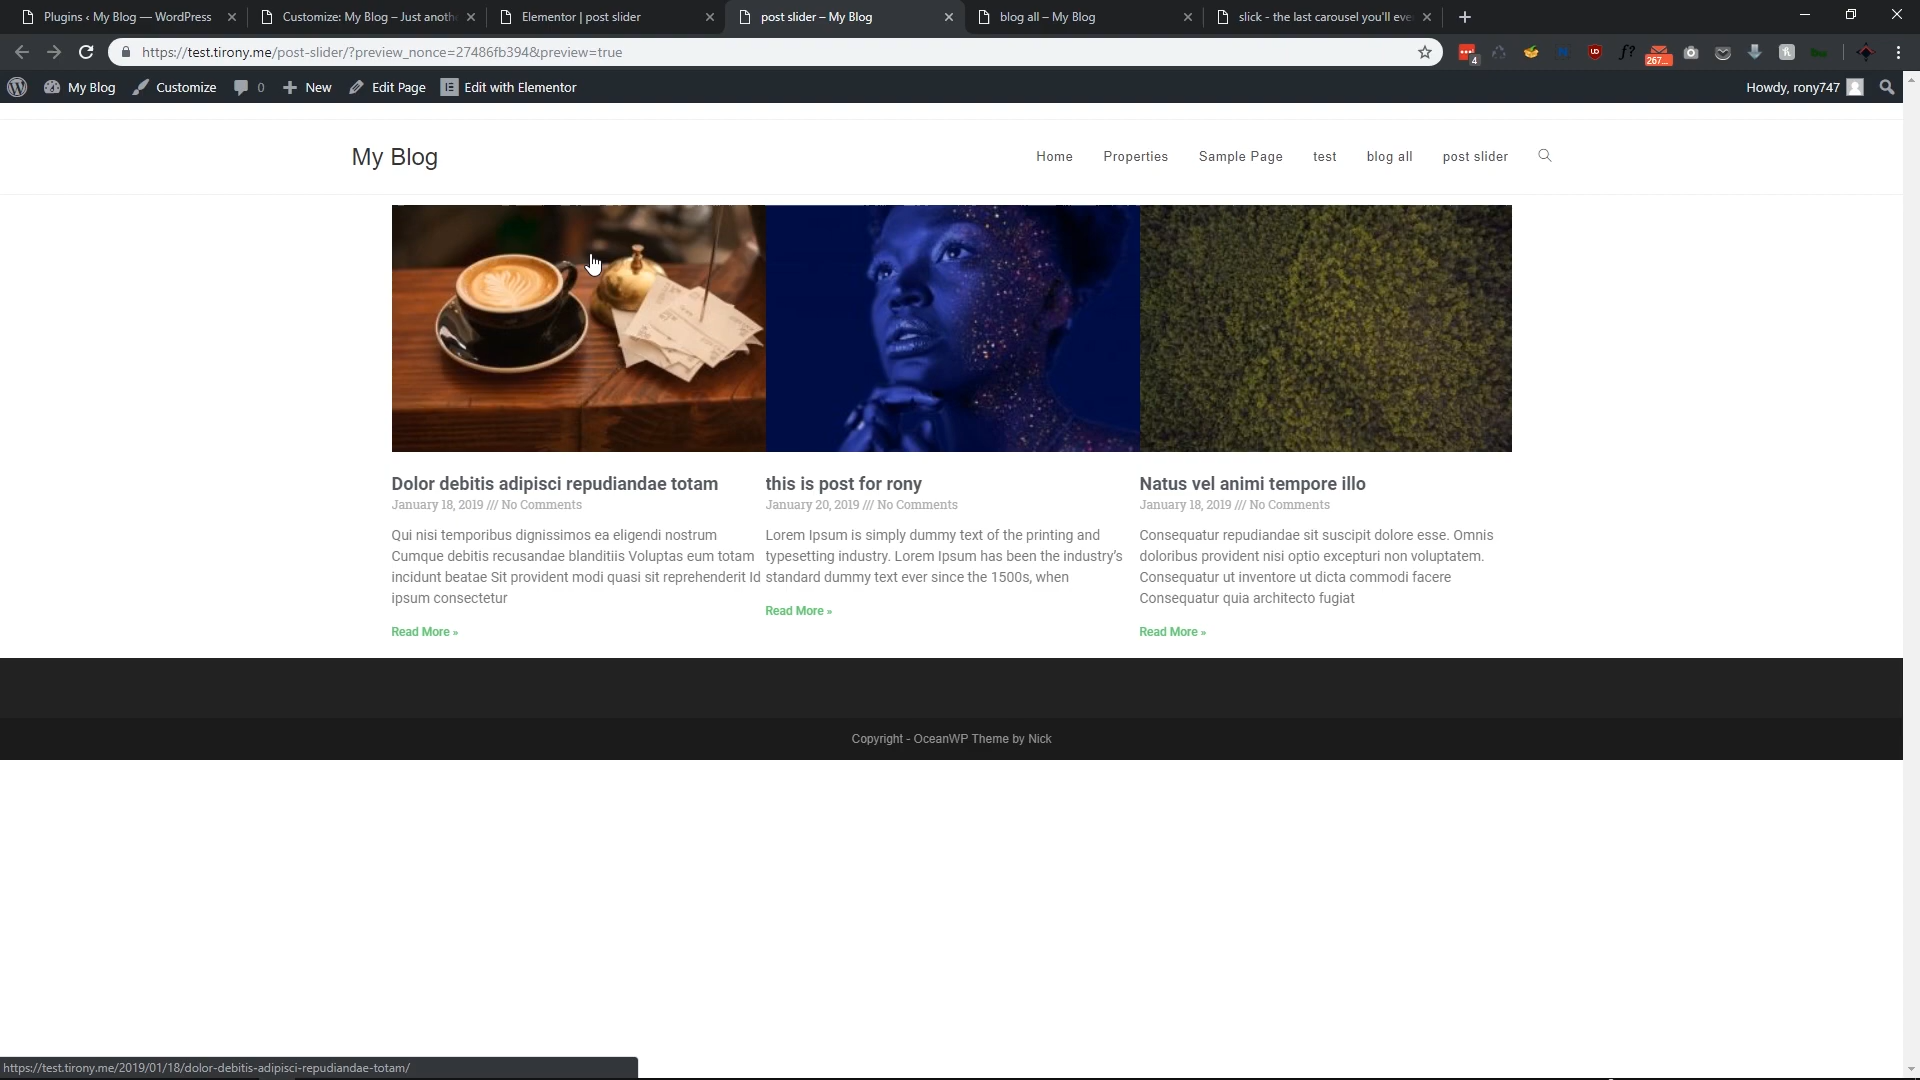 Plugins ‹ My Blog — WordPress
Customize: My Blog – Just anoth
Elementor | post slider
post slider – My Blog
blog all – My Blog
slick - the last carousel you'll eve
https://test.tirony.me/post-slider/?preview_nonce=27486fb394&preview=true
4
267...
My Blog
Customize
0
New
Edit Page
Edit with Elementor
Howdy, rony747
My Blog
Home
Properties
Sample Page
test
blog all
post slider
Dolor debitis adipisci repudiandae totam
January 18, 2019 /// No Comments
Qui nisi temporibus dignissimos ea eligendi nostrum
Cumque debitis recusandae blanditiis Voluptas eum totam
incidunt beatae Sit provident modi quasi sit reprehenderit Id
ipsum consectetur
Read More »
this is post for rony
January 20, 2019 /// No Comments
Lorem Ipsum is simply dummy text of the printing and
typesetting industry. Lorem Ipsum has been the industry’s
standard dummy text ever since the 1500s, when
Read More »
Natus vel animi tempore illo
January 18, 2019 /// No Comments
Consequatur repudiandae sit suscipit dolore esse. Omnis
doloribus provident nisi optio excepturi non voluptatem.
Consequatur ut inventore ut dicta commodi facere
Consequatur quia architecto fugiat
Read More »
Copyright - OceanWP Theme by Nick
https://test.tirony.me/2019/01/18/dolor-debitis-adipisci-repudiandae-totam/